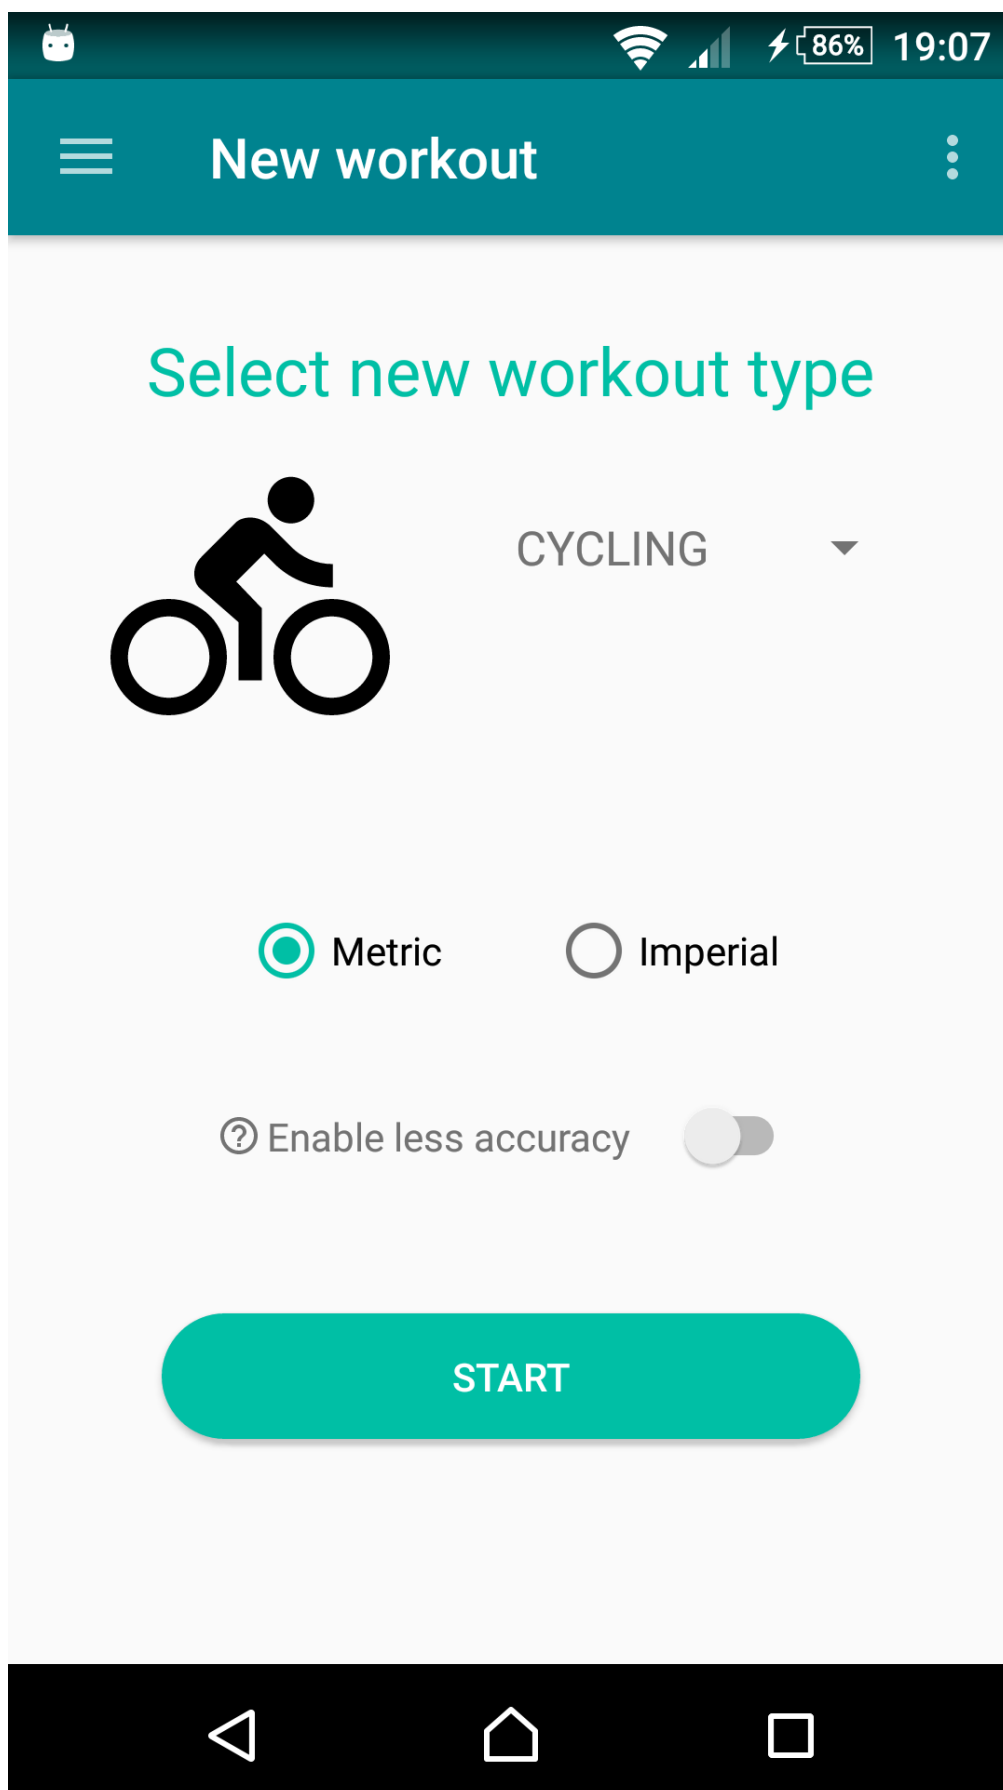 86% 19:07
New workout
Select new workout type
CYCLING
Metric Imperial
Enable less accuracy
START